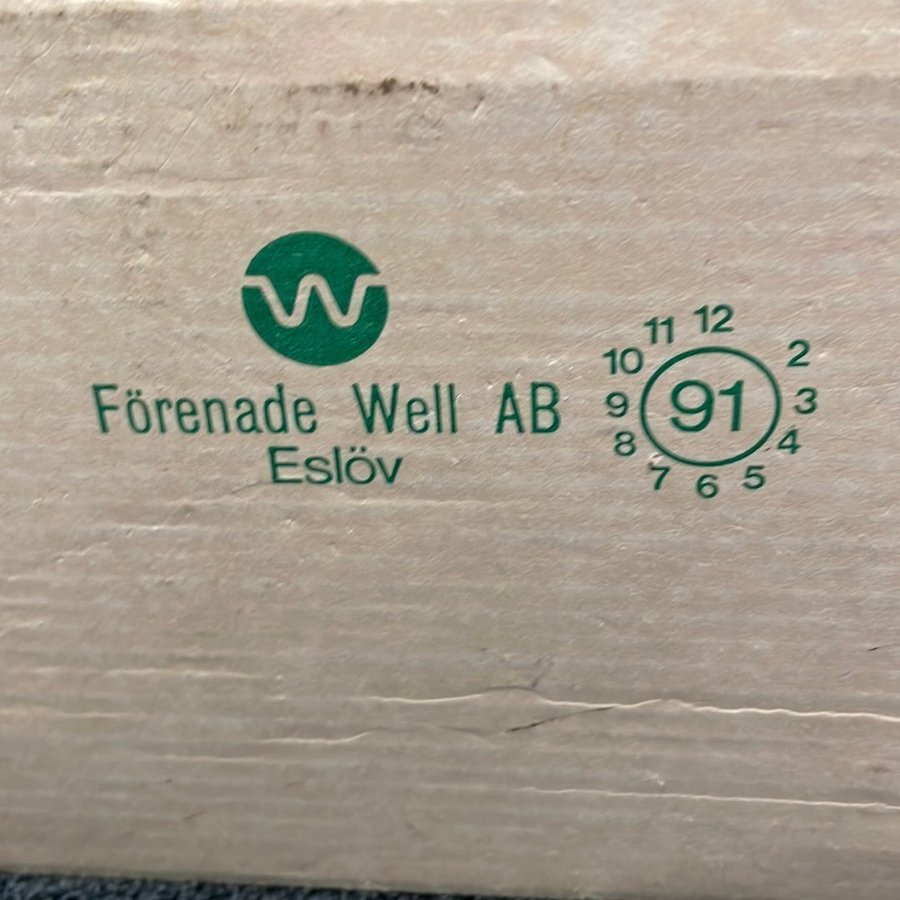 W
Förenade Well AB
Eslöv
11 12
10 2
9 91 3
8 4
7 6 5